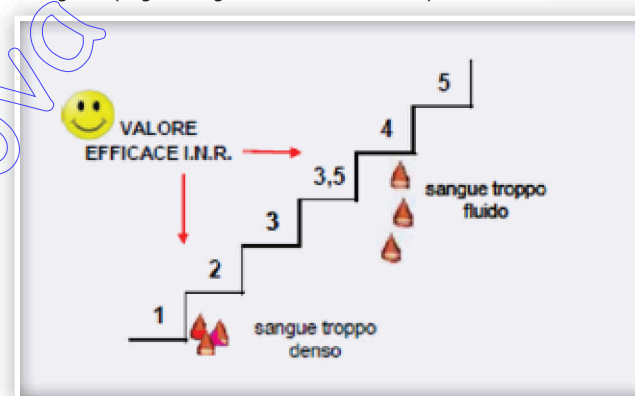 5
4
VALORE
EFFICACE I.N.R.
3,5
sangue troppo
fluido
3
2
1
sangue troppo
denso